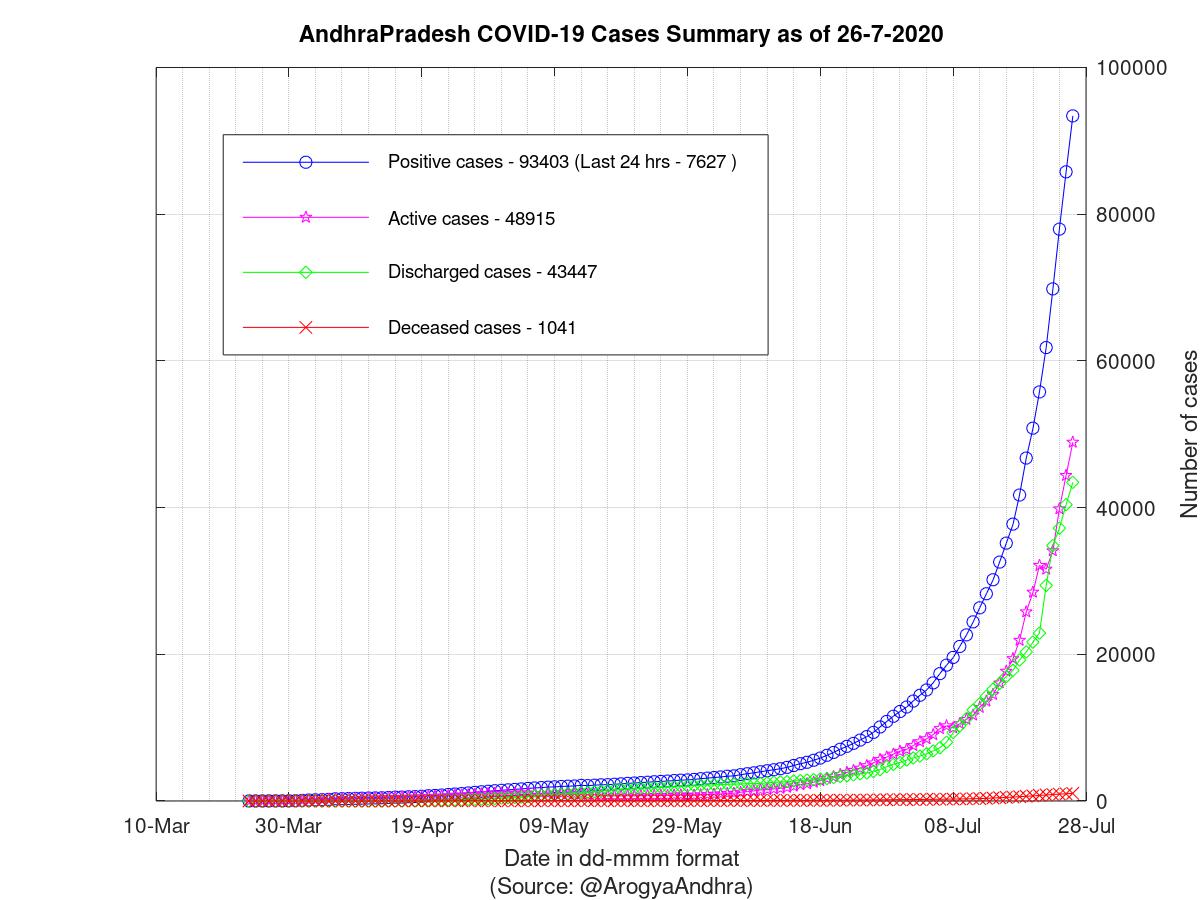 AndhraPradesh COVID-19 Cases Summary as of 26-7-2020
100000
80000
60000
40000
20000
0
Number of cases
Positive cases - 93403 (Last 24 hrs - 7627 )
Active cases - 48915
Discharged cases - 43447
Deceased cases - 1041
10-Mar 30-Mar 19-Apr 09-May 29-May 18-Jun 08-Jul 28-Jul
Date in dd-mmm format
(Source: @ArogyaAndhra)